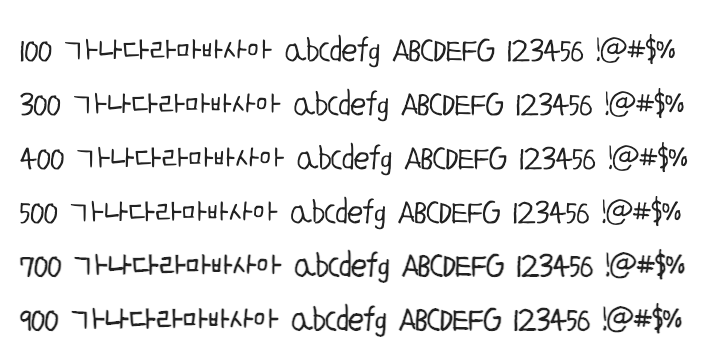 100 가나다라마바사아 abcdefg ABCDEFG 123456 !@#$%
300 가나다라마바사아 abcdefg ABCDEFG 123456 !@#$%
400 가나다라마바사아 abcdefg ABCDEFG 123456 !@#$%
500 가나다라마바사아 abcdefg ABCDEFG 123456 !@#$%
700 가나다라마바사아 abcdefg ABCDEFG 123456 !@#$%
900 가나다라마바사아 abcdefg ABCDEFG 123456 !@#$%